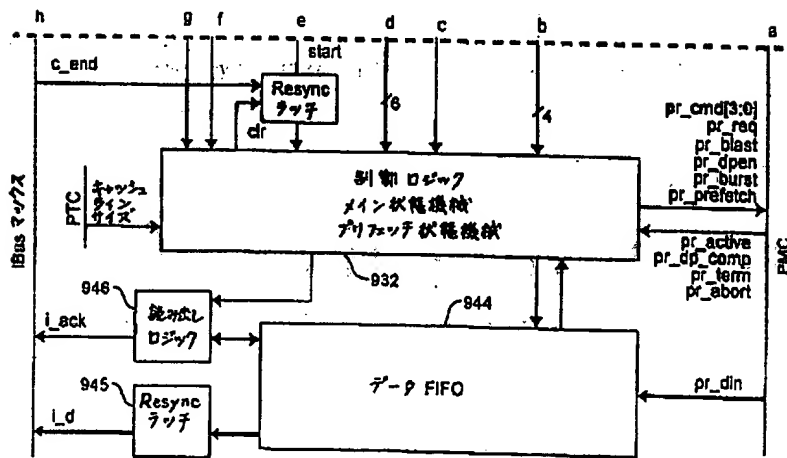 h g f e d c b a
start
c_end
Resync
ラッチ
clr
6
4
pr_cmd[3:0]
pr_req
pr_blast
pr_dpen
pr_burst
pr_prefetch
制御ロジック
メイン状態機械
プリフェッチ状態機械
PTC
キャッシュ
ライン
サイズ
IBus マックス
pr_active
pr_dp_comp
pr_term
pr_abort
PMC
932
946
944
読み出し
ロジック
i_ack
データ FIFO
pr_din
945
Resync
ラッチ
i_d